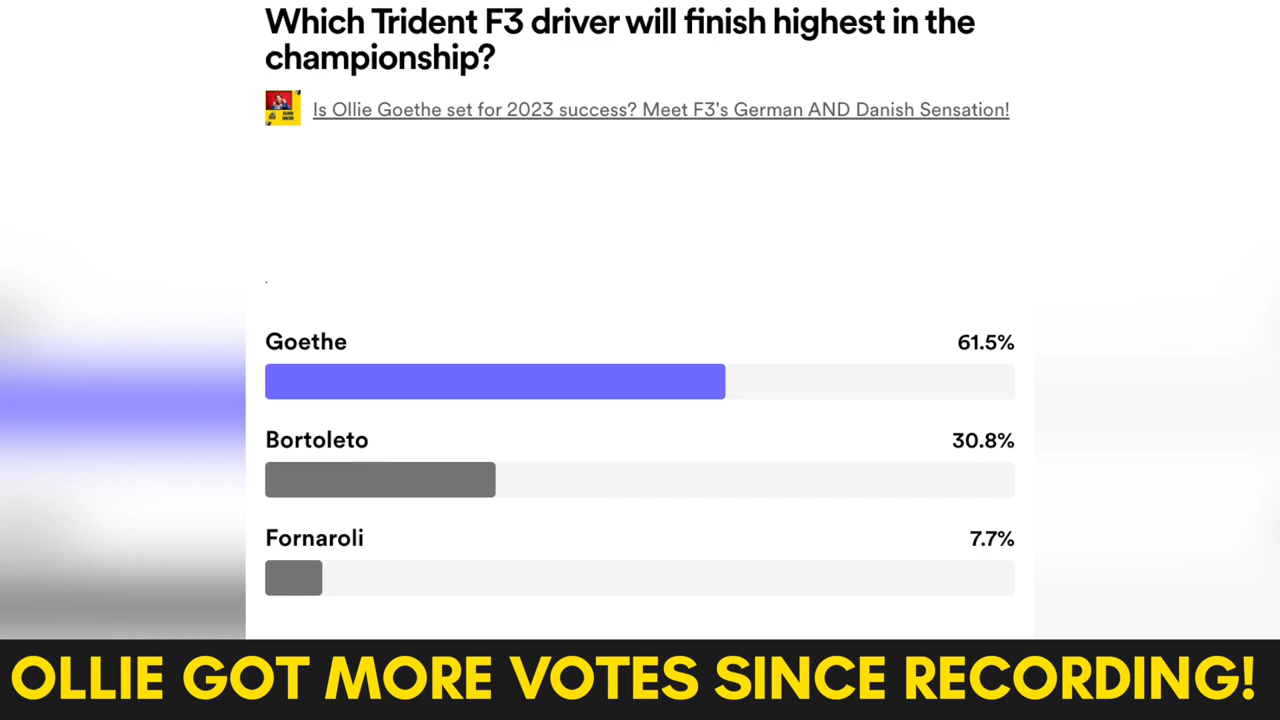 Which Trident F3 driver will finish highest in the
championship?
Is Ollie Goethe set for 2023 success? Meet F3's German AND Danish Sensation!
.
Goethe 61.5%
Bortoleto 30.8%
Fornaroli 7.7%
OLLIE GOT MORE VOTES SINCE RECORDING!